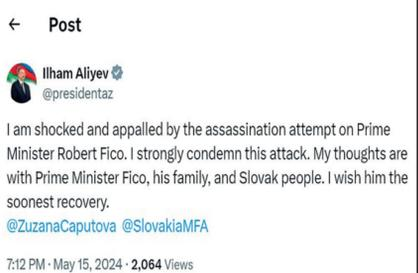 Post
Ilham Aliyev
@presidentaz
I am shocked and appalled by the assassination attempt on Prime
Minister Robert Fico. I strongly condemn this attack. My thoughts are
with Prime Minister Fico, his family, and Slovak people. I wish him the
soonest recovery.
@ZuzanaCaputova @SlovakiaMFA
7:12 PM · May 15, 2024 · 2,064 Views